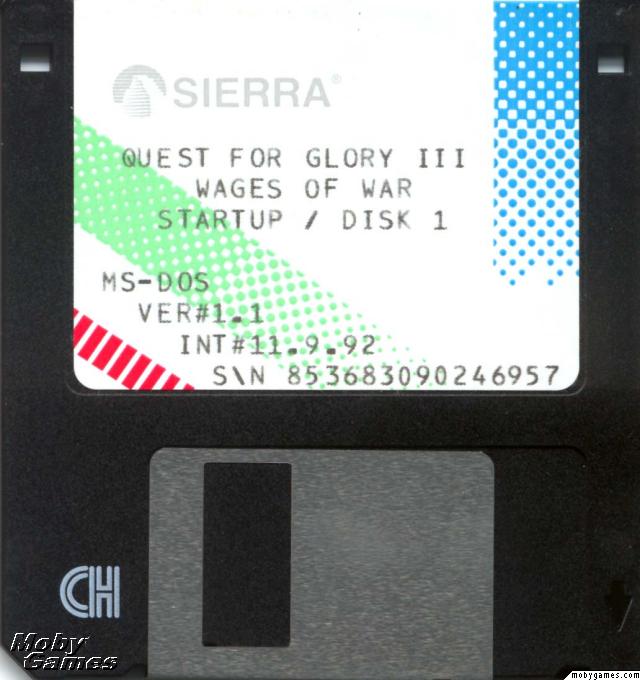 SIERRA®
QUEST FOR GLORY III
WAGES OF WAR
STARTUP / DISK 1
MS-DOS
VER#1.1
INT#11.9.92
S\N 853683090246957
CH
Moby
Games
mobygames.com